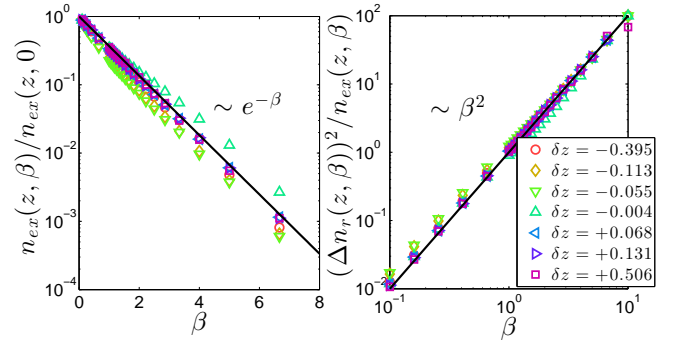 n_{ex}(z, β)/n_{ex}(z, 0)
10^0
10^{-1}
10^{-2}
10^{-3}
10^{-4}
∼ e^{-β}
0 2 4 6 8
β
(Δn_r(z, β))^2/n_{ex}(z, β)
10^2
10^1
10^0
10^{-1}
10^{-2}
∼ β^2
δz = −0.395
δz = −0.113
δz = −0.055
δz = −0.004
δz = +0.068
δz = +0.131
δz = +0.506
10^{-1} 10^0 10^1
β